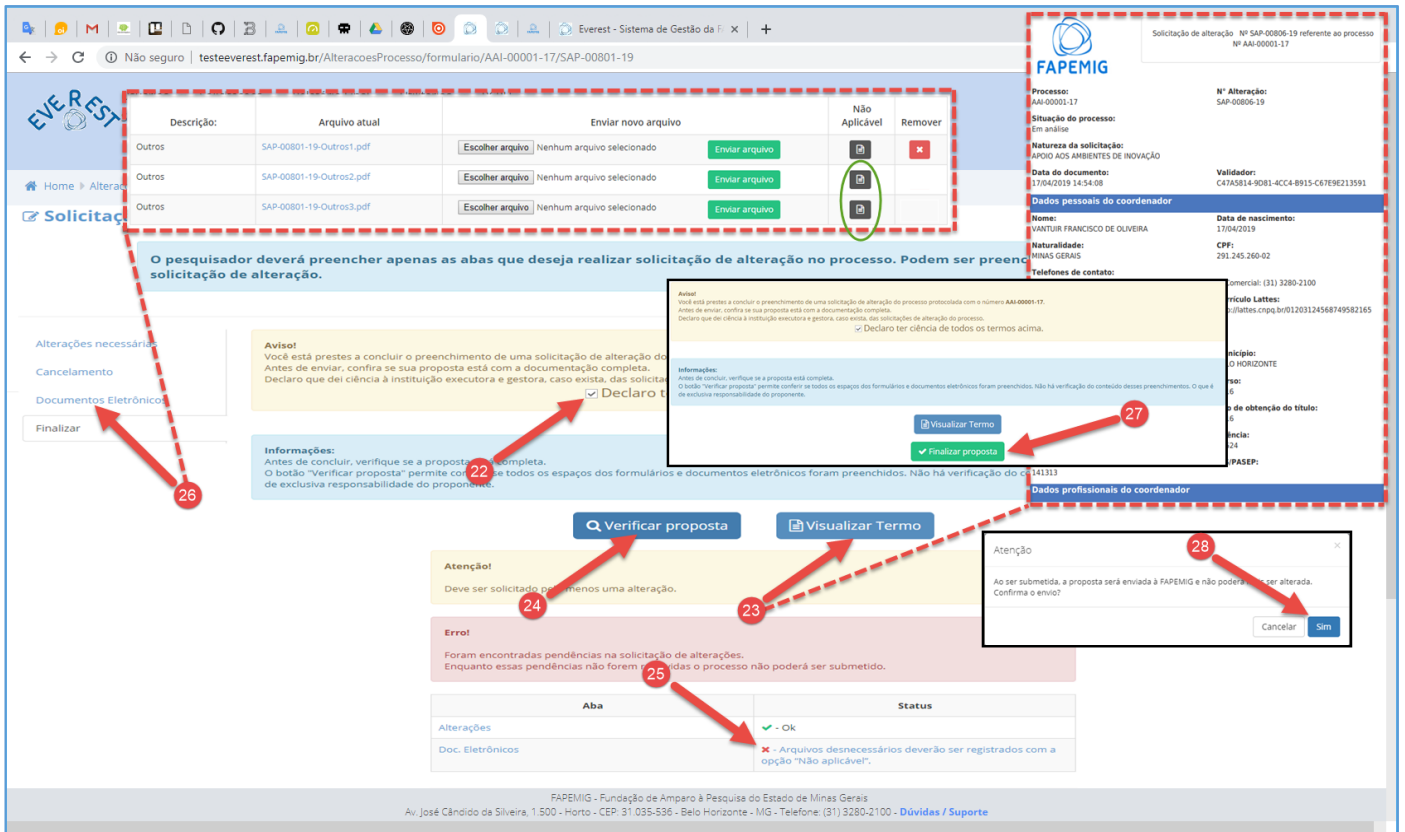 Everest - Sistema de Gestão da F
Não seguro | testeeverest.fapemig.br/AlteracoesProcesso/formulario/AAI-00001-17/SAP-00801-19
EVEREST
Home
Alterac
Solicitaç
Descrição:
Arquivo atual
Enviar novo arquivo
Não Aplicável
Remover
Outros
SAP-00801-19-Outros1.pdf
Escolher arquivo Nenhum arquivo selecionado
Enviar arquivo
Outros
SAP-00801-19-Outros2.pdf
Escolher arquivo Nenhum arquivo selecionado
Enviar arquivo
Outros
SAP-00801-19-Outros3.pdf
Escolher arquivo Nenhum arquivo selecionado
Enviar arquivo
O pesquisador deverá preencher apenas as abas que deseja realizar solicitação de alteração no processo. Podem ser preenc
solicitação de alteração.
Alterações necessárias
Cancelamento
Documentos Eletrônicos
Finalizar
26
Aviso!
Você está prestes a concluir o preenchimento de uma solicitação de alteração do
Antes de enviar, confira se sua proposta está com a documentação completa.
Declaro que dei ciência à instituição executora e gestora, caso exista, das solicita
Declaro t
22
Informações:
Antes de concluir, verifique se a proposta está completa.
O botão "Verificar proposta" permite conferir se todos os espaços dos formulários e documentos eletrônicos foram preenchidos. Não há verificação do co
de exclusiva responsabilidade do proponente.
Verificar proposta
Visualizar Termo
24
23
Atenção!
Deve ser solicitado pelo menos uma alteração.
Erro!
Foram encontradas pendências na solicitação de alterações.
Enquanto essas pendências não forem resolvidas o processo não poderá ser submetido.
25
Aba
Status
Alterações
- Ok
Doc. Eletrônicos
- Arquivos desnecessários deverão ser registrados com a
opção "Não aplicável".
Aviso!
Você está prestes a concluir o preenchimento de uma solicitação de alteração do processo protocolada com o número AAI-00001-17.
Antes de enviar, confira se sua proposta está com a documentação completa.
Declaro que dei ciência à instituição executora e gestora, caso exista, das solicitações de alteração do processo.
Declaro ter ciência de todos os termos acima.
Informações:
Antes de concluir, verifique se a proposta está completa.
O botão "Verificar proposta" permite conferir se todos os espaços dos formulários e documentos eletrônicos foram preenchidos. Não há verificação do conteúdo desses preenchimentos. O que é
de exclusiva responsabilidade do proponente.
Visualizar Termo
Finalizar proposta
27
FAPEMIG
Solicitação de alteração Nº SAP-00806-19 referente ao processo
Nº AAI-00001-17
Processo:
AAI-00001-17
N° Alteração:
SAP-00806-19
Situação do processo:
Em análise
Natureza da solicitação:
APOIO AOS AMBIENTES DE INOVAÇÃO
Data do documento:
17/04/2019 14:54:08
Validador:
C47A5814-9D81-4CC4-B915-C67E9E213591
Dados pessoais do coordenador
Nome:
VANTUIR FRANCISCO DE OLIVEIRA
Data de nascimento:
17/04/2019
Naturalidade:
MINAS GERAIS
CPF:
291.245.260-02
Telefones de contato:
Comercial: (31) 3280-2100
rrículo Lattes:
p://lattes.cnpq.br/01203124568749582165
nicípio:
LO HORIZONTE
rso:
6
o de obtenção do título:
6
ência:
524
/PASEP:
141313
Dados profissionais do coordenador
Atenção
28
Ao ser submetida, a proposta será enviada à FAPEMIG e não poderá mais ser alterada.
Confirma o envio?
Cancelar
Sim
FAPEMIG - Fundação de Amparo à Pesquisa do Estado de Minas Gerais
Av. José Cândido da Silveira, 1.500 - Horto - CEP: 31.035-536 - Belo Horizonte - MG - Telefone: (31) 3280-2100 - Dúvidas / Suporte